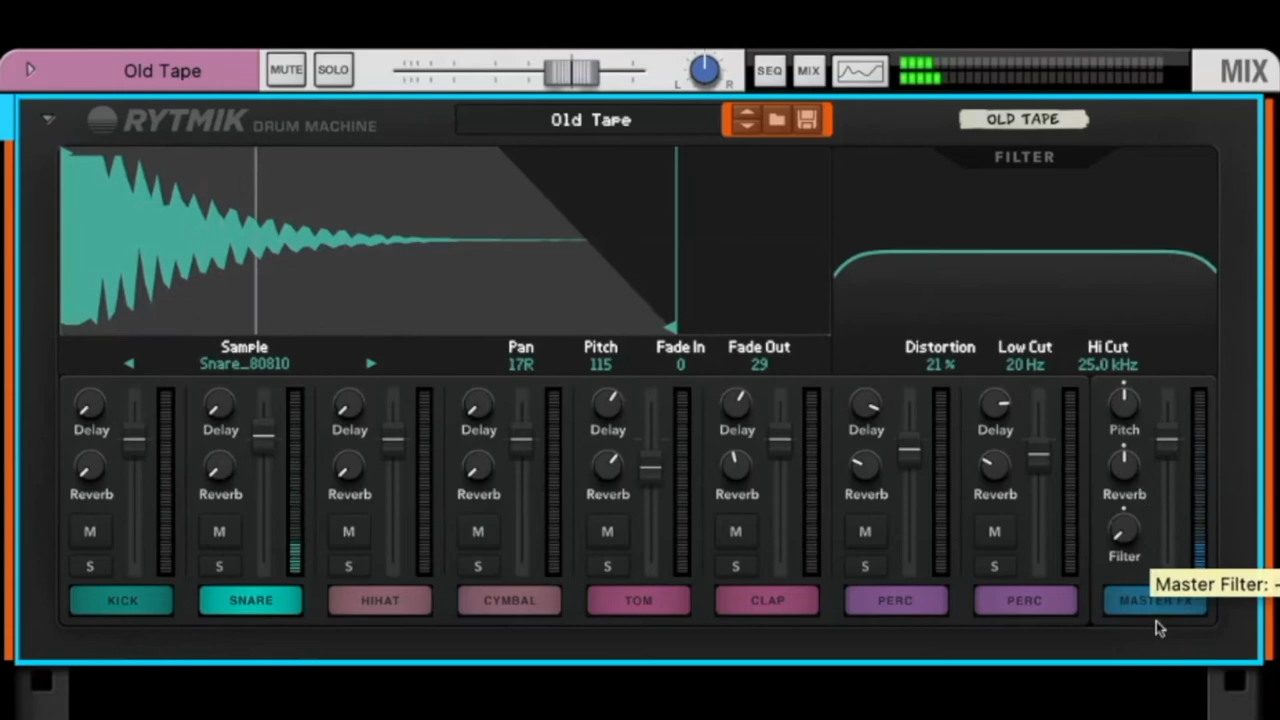 Old Tape MUTE SOLO L R SEQ MIX MIX
RYTMIK DRUM MACHINE Old Tape OLD TAPE
FILTER
Sample Pan Pitch Fade In Fade Out Distortion Low Cut Hi Cut
Snare_80810 17R 115 0 29 21 % 20 Hz 25.0 kHz
Delay Delay Delay Delay Delay Delay Delay Delay Pitch
Reverb Reverb Reverb Reverb Reverb Reverb Reverb Reverb Reverb
M M M M M M M M
Filter
S S S S S S S S
Master Filter: -
KICK SNARE HIHAT CYMBAL TOM CLAP PERC PERC MASTER FX